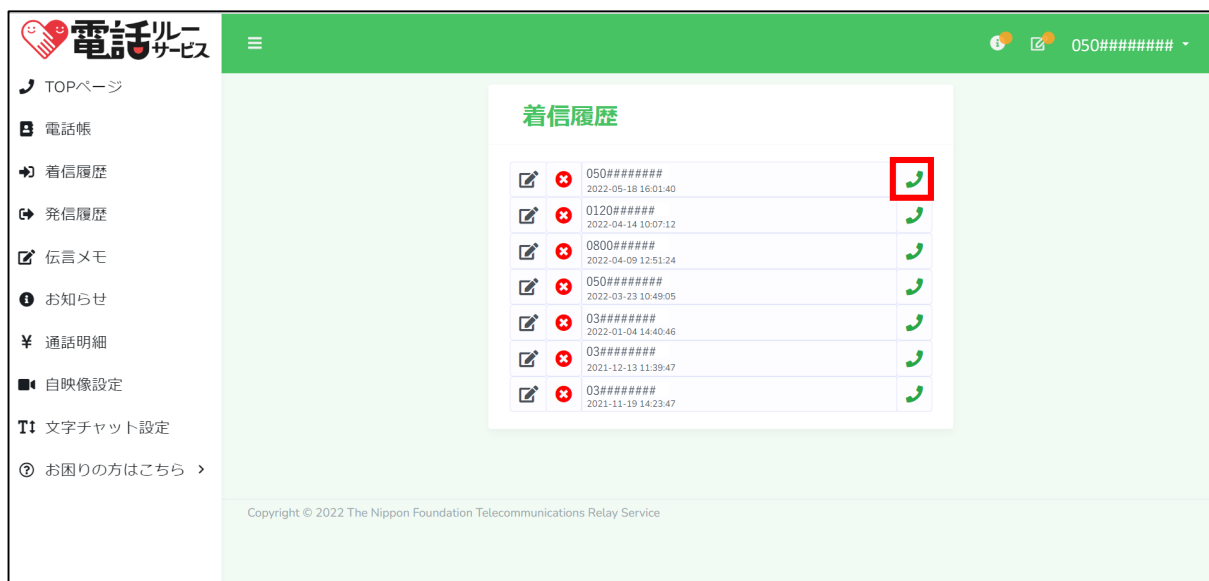 電話リレーサービス
050########
TOPページ
電話帳
着信履歴
発信履歴
伝言メモ
お知らせ
通話明細
自映像設定
文字チャット設定
お困りの方はこちら
着信履歴
050########
2022-05-18 16:01:40
0120######
2022-04-14 10:07:12
0800######
2022-04-09 12:51:24
050########
2022-03-23 10:49:05
03########
2022-01-04 14:40:46
03########
2021-12-13 11:39:47
03########
2021-11-19 14:23:47
Copyright © 2022 The Nippon Foundation Telecommunications Relay Service